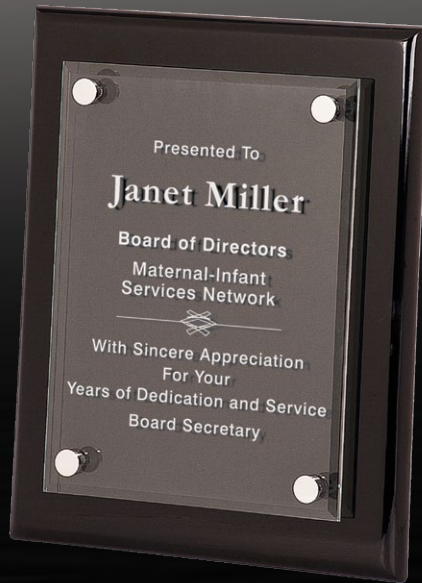 Presented To
Janet Miller
Board of Directors
Maternal-Infant
Services Network
With Sincere Appreciation
For Your
Years of Dedication and Service
Board Secretary